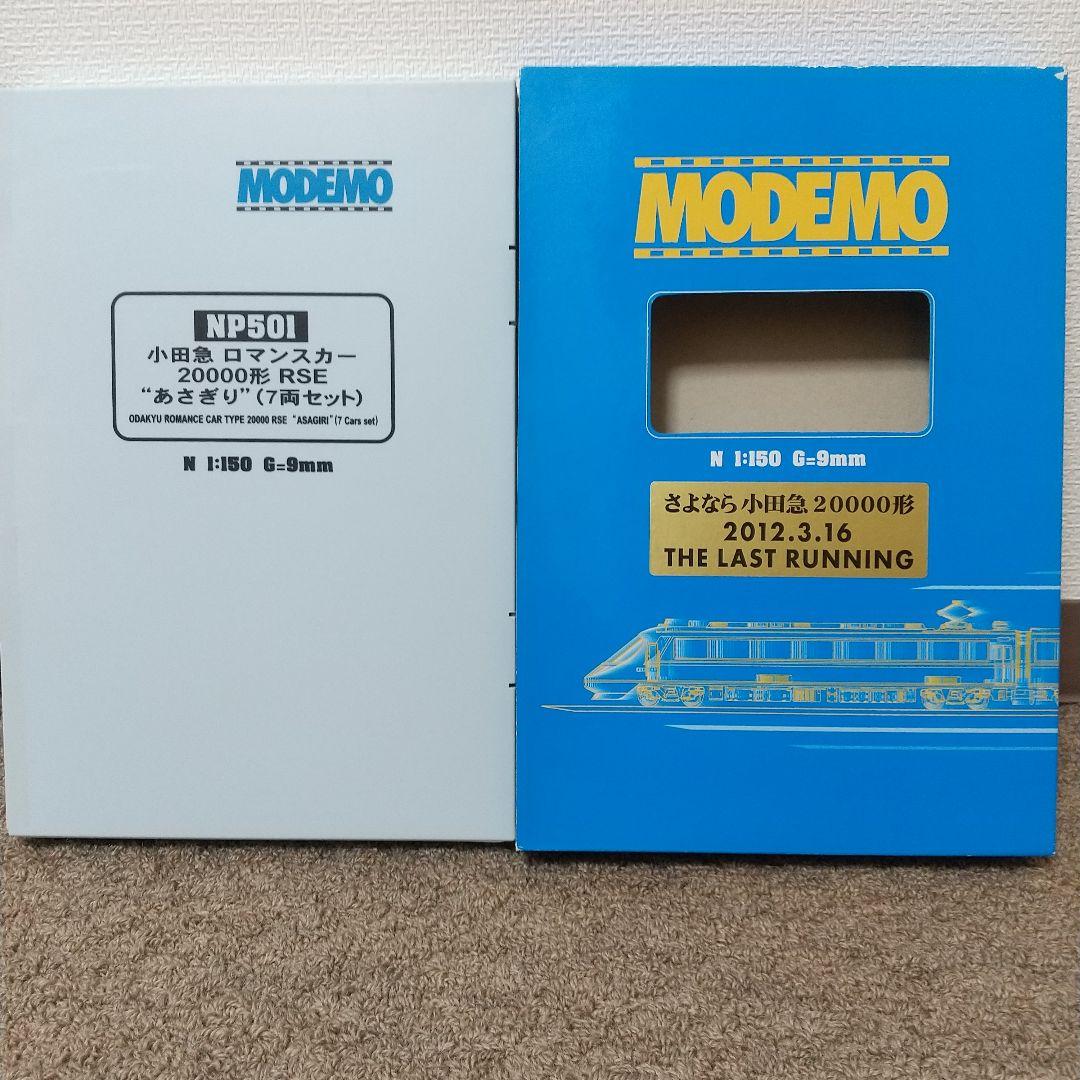 MODEMO
NP501
小田急 ロマンスカー
20000形 RSE
“あさぎり”(7両セット)
ODAKYU ROMANCE CAR TYPE 20000 RSE “ASAGIRI”(7 Cars set)
N 1:150 G=9mm
MODEMO
N 1:150 G=9mm
さよなら小田急20000形
2012.3.16
THE LAST RUNNING